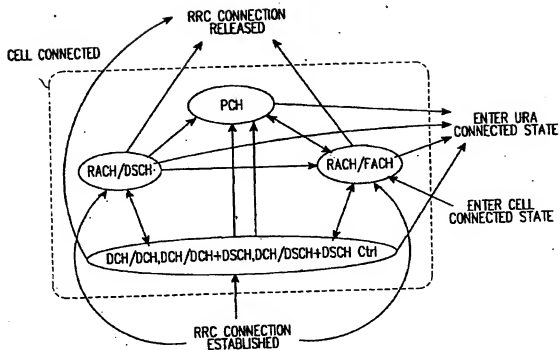 RRC CONNECTION
RELEASED
CELL CONNECTED
PCH
ENTER URA
CONNECTED STATE
RACH/DSCH
RACH/FACH
ENTER CELL
CONNECTED STATE
DCH/DCH,DCH/DCH+DSCH,DCH/DSCH+DSCH Ctrl
RRC CONNECTION
ESTABLISHED